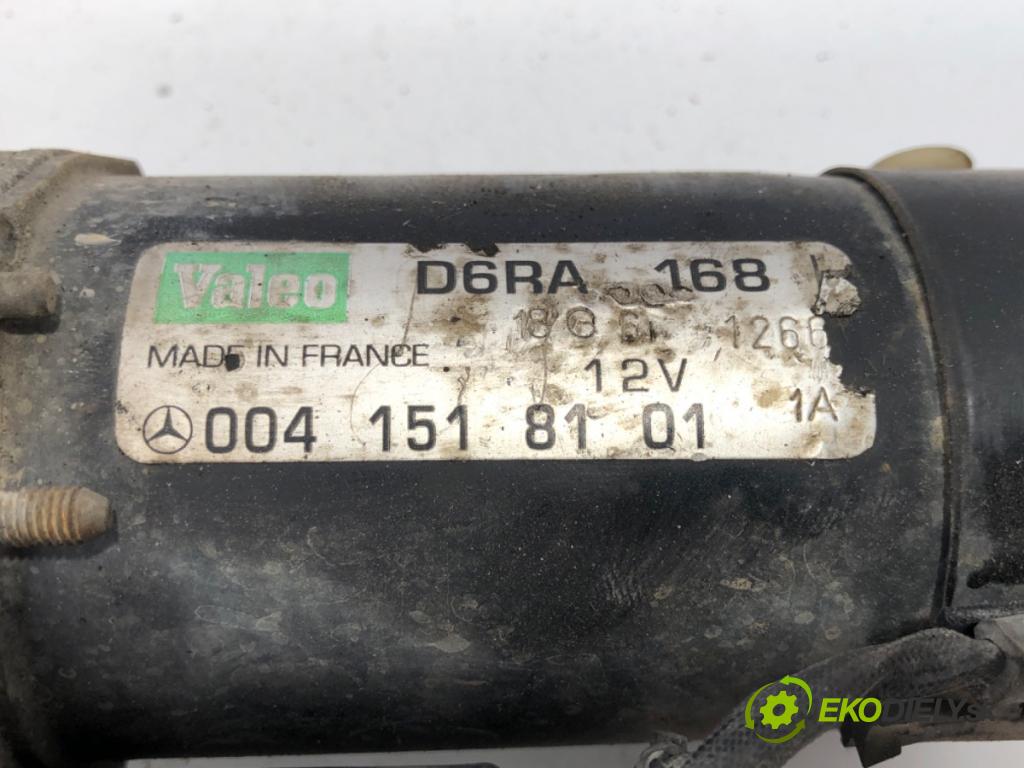 Valeo D6RA 168
MADE IN FRANCE 12V
004 151 81 01 1A
EKODIELY